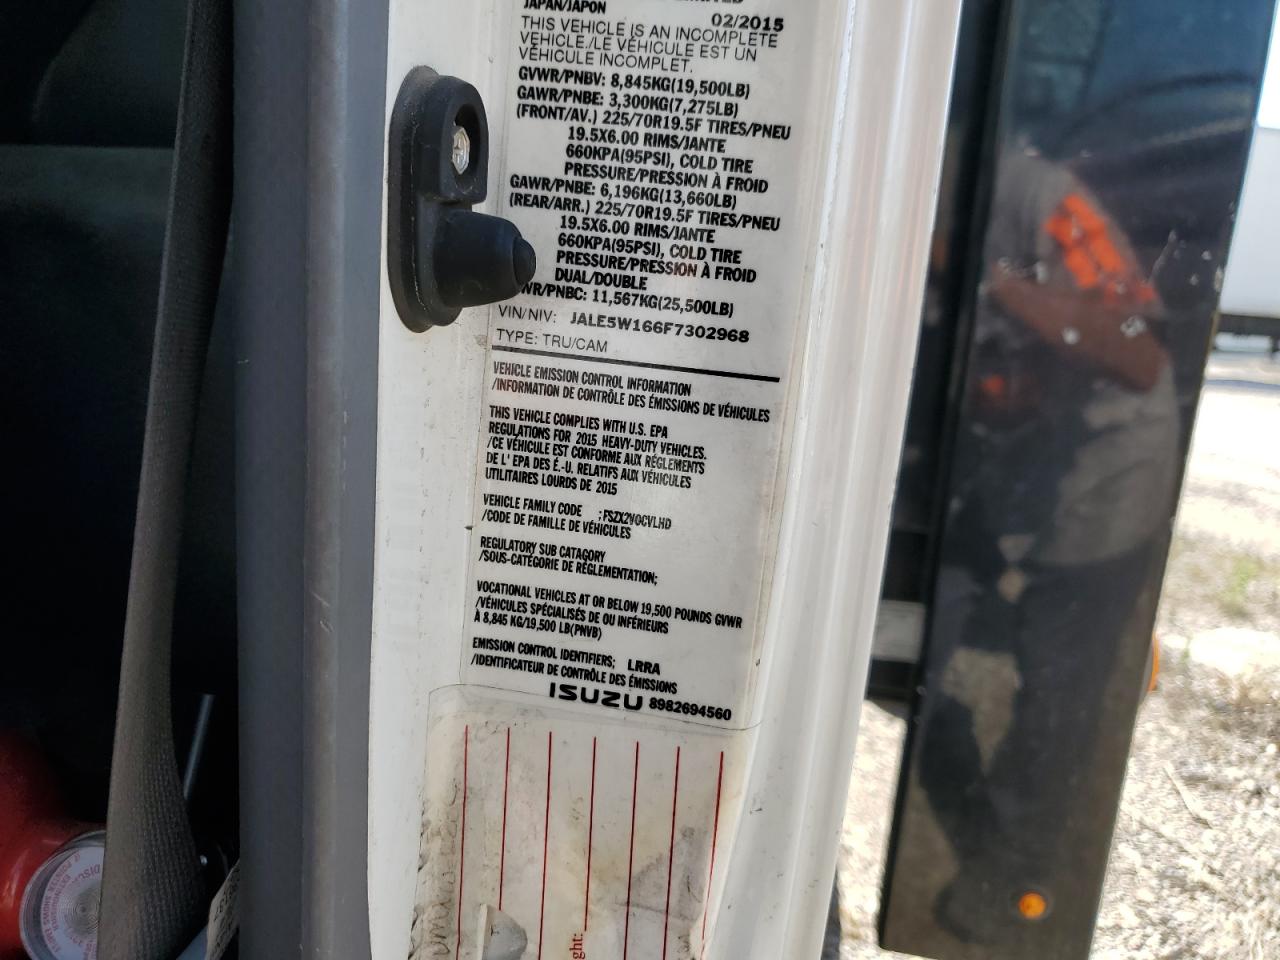 JAPAN/JAPON 02/2015
THIS VEHICLE IS AN INCOMPLETE
VEHICLE./LE VÉHICULE EST UN
VÉHICULE INCOMPLET.
GVWR/PNBV: 8,845KG(19,500LB)
GAWR/PNBE: 3,300KG(7,275LB)
(FRONT/AV.) 225/70R19.5F TIRES/PNEU
19.5X6.00 RIMS/JANTE
660KPA(95PSI), COLD TIRE
PRESSURE/PRESSION À FROID
GAWR/PNBE: 6,196KG(13,660LB)
(REAR/ARR.) 225/70R19.5F TIRES/PNEU
19.5X6.00 RIMS/JANTE
660KPA(95PSI), COLD TIRE
PRESSURE/PRESSION À FROID
DUAL/DOUBLE
WR/PNBC: 11,567KG(25,500LB)
VIN/NIV: JALE5W166F7302968
TYPE: TRU/CAM
VEHICLE EMISSION CONTROL INFORMATION
/INFORMATION DE CONTRÔLE DES ÉMISSIONS DE VÉHICULES
THIS VEHICLE COMPLIES WITH U.S. EPA
REGULATIONS FOR 2015 HEAVY-DUTY VEHICLES.
/CE VÉHICULE EST CONFORME AUX RÉGLEMENTS
DE L' EPA DES É.-U. RELATIFS AUX VÉHICULES
UTILITAIRES LOURDS DE 2015
VEHICLE FAMILY CODE :FSZX2VOCVLHD
/CODE DE FAMILLE DE VÉHICULES
REGULATORY SUB CATAGORY
/SOUS-CATÉGORIE DE RÉGLEMENTATION;
VOCATIONAL VEHICLES AT OR BELOW 19,500 POUNDS GVWR
/VÉHICULES SPÉCIALISÉS DE OU INFÉRIEURS
À 8,845 KG/19,500 LB(PNVB)
EMISSION CONTROL IDENTIFIERS; LRRA
/IDENTIFICATEUR DE CONTRÔLE DES ÉMISSIONS
ISUZU 8982694560
ght: